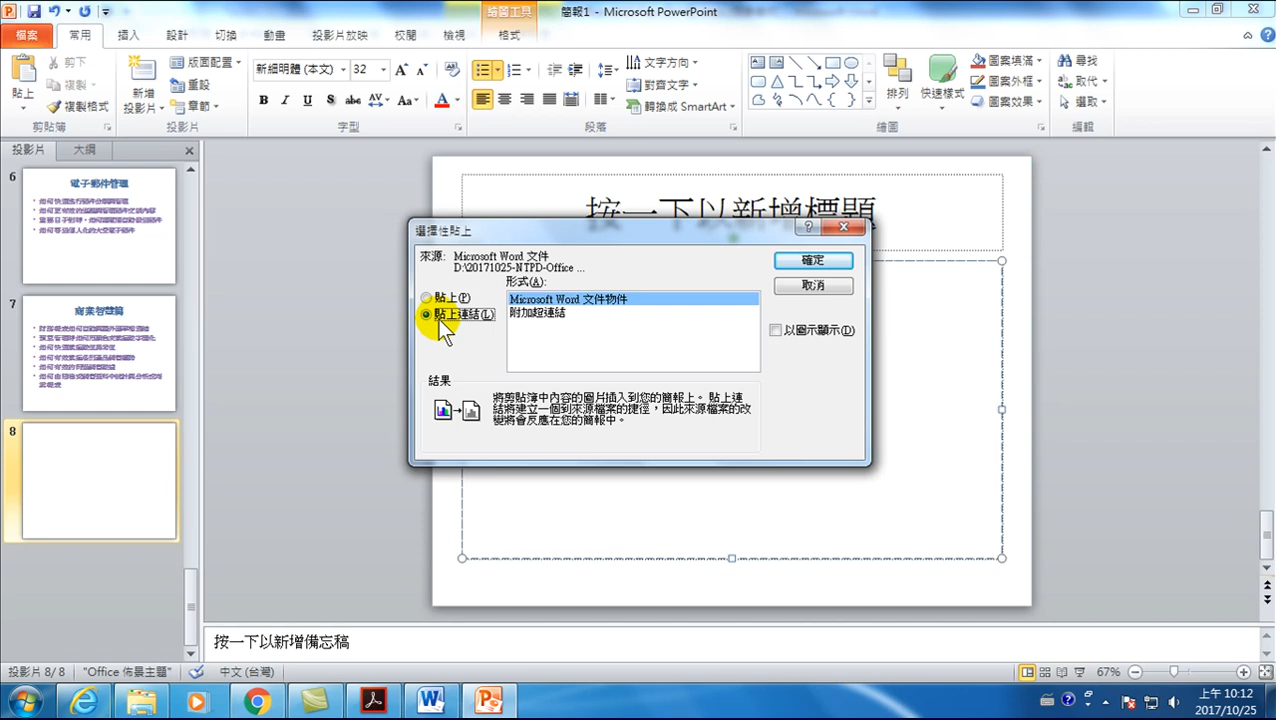 繪圖工具
簡報1 - Microsoft PowerPoint
檔案
常用
插入
設計
切換
動畫
投影片放映
校閱
檢視
格式
貼上
剪下
複製
複製格式
剪貼簿
新增
投影片
版面配置
重設
章節
投影片
新細明體 (本文)
32
字型
文字方向
對齊文字
轉換成 SmartArt
段落
排列
快速樣式
圖案填滿
圖案外框
圖案效果
繪圖
尋找
取代
選取
編輯
投影片
大綱
6
電子郵件管理
7
商業智慧篇
8
按一下以新增標題
選擇性貼上
來源:
Microsoft Word 文件
D:\20171025-NTPD-Office ...
形式(A):
貼上(P)
貼上連結(L)
Microsoft Word 文件物件
附加超連結
確定
取消
以圖示顯示(D)
結果
將剪貼簿中內容的圖片插入到您的簡報上。 貼上連
結將建立一個到來源檔案的捷徑，因此來源檔案的改
變將會反應在您的簡報中。
按一下以新增備忘稿
投影片 8/ 8
"Office 佈景主題"
中文 (台灣)
67%
上午 10:12
2017/10/25